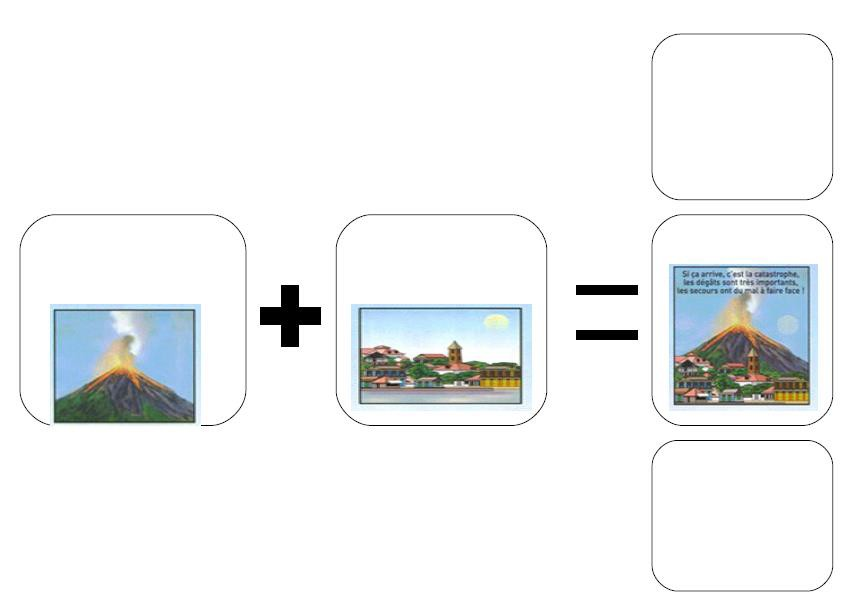 Si ça arrive, c'est la catastrophe,
les dégâts sont très importants,
les secours ont du mal à faire face !